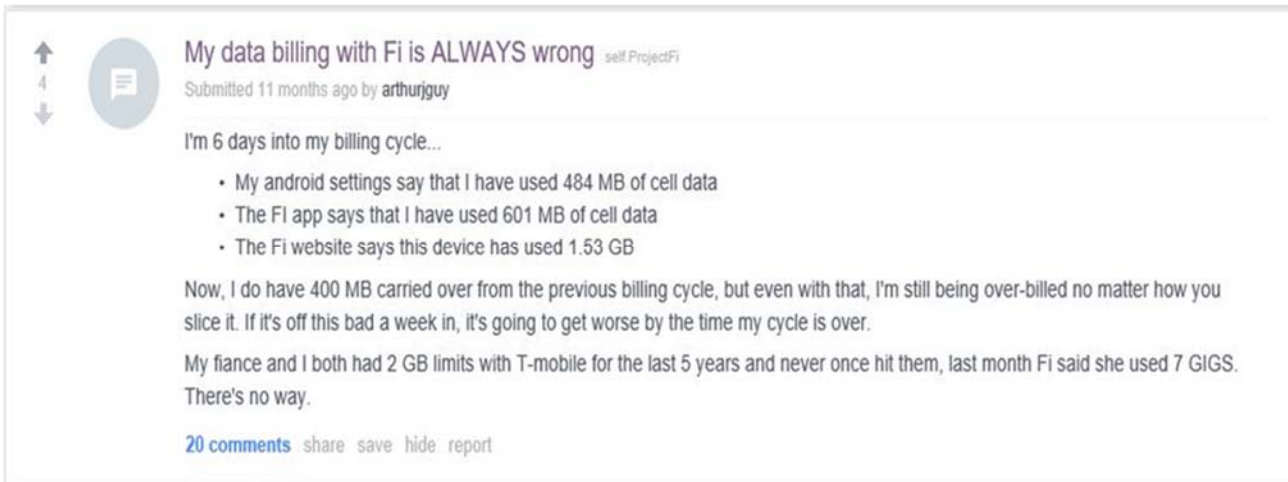 My data billing with Fi is ALWAYS wrong self.ProjectFi
4
Submitted 11 months ago by arthurjguy
I'm 6 days into my billing cycle...
• My android settings say that I have used 484 MB of cell data
• The FI app says that I have used 601 MB of cell data
• The Fi website says this device has used 1.53 GB
Now, I do have 400 MB carried over from the previous billing cycle, but even with that, I'm still being over-billed no matter how you
slice it. If it's off this bad a week in, it's going to get worse by the time my cycle is over.
My fiance and I both had 2 GB limits with T-mobile for the last 5 years and never once hit them, last month Fi said she used 7 GIGS.
There's no way.
20 comments share save hide report